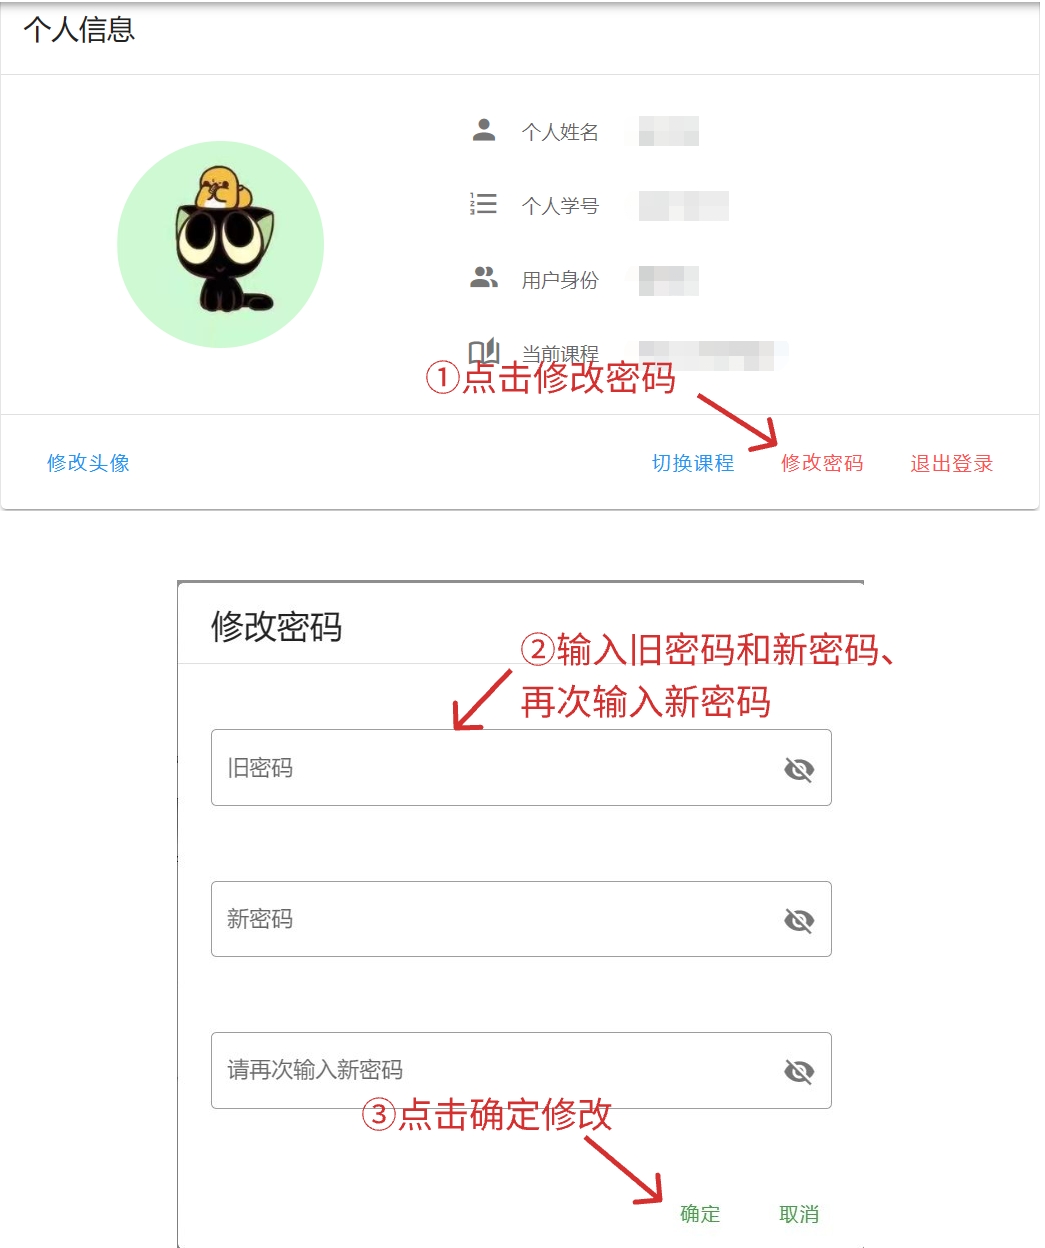 个人信息
个人姓名
个人学号
用户身份
当前课程
①点击修改密码
修改头像
切换课程
修改密码
退出登录
修改密码
②输入旧密码和新密码、
再次输入新密码
旧密码
新密码
请再次输入新密码
③点击确定修改
确定
取消